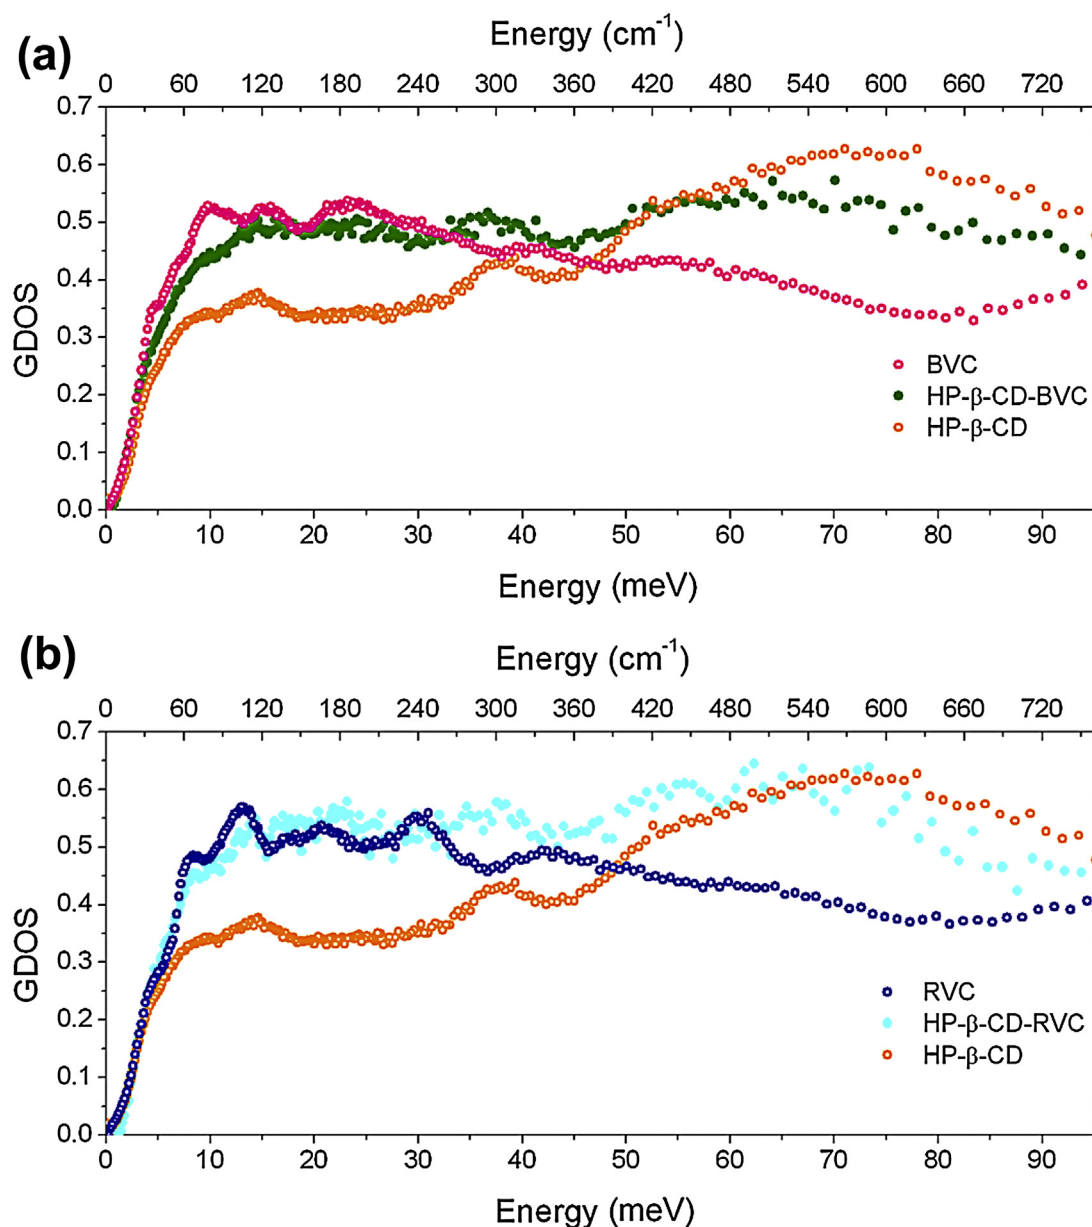 (a)
Energy (cm⁻¹)
0 60 120 180 240 300 360 420 480 540 600 660 720
0.7
0.6
0.5
0.4
0.3
0.2
0.1
0.0
GDOS
BVC
HP-β-CD-BVC
HP-β-CD
0 10 20 30 40 50 60 70 80 90
Energy (meV)
(b)
Energy (cm⁻¹)
0 60 120 180 240 300 360 420 480 540 600 660 720
0.7
0.6
0.5
0.4
0.3
0.2
0.1
0.0
GDOS
RVC
HP-β-CD-RVC
HP-β-CD
0 10 20 30 40 50 60 70 80 90
Energy (meV)